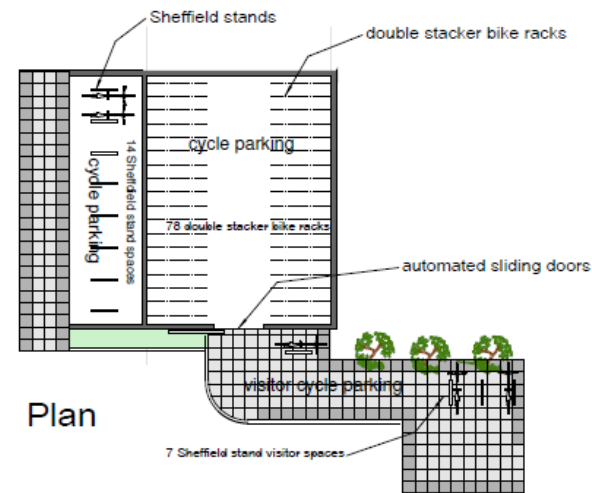 Sheffield stands
double stacker bike racks
cycle parking
14 Sheffdield stand spaces
cycle parking
78 double stacker bike racks
automated sliding doors
visitor cycle parking
Plan
7 Sheffield stand visitor spaces